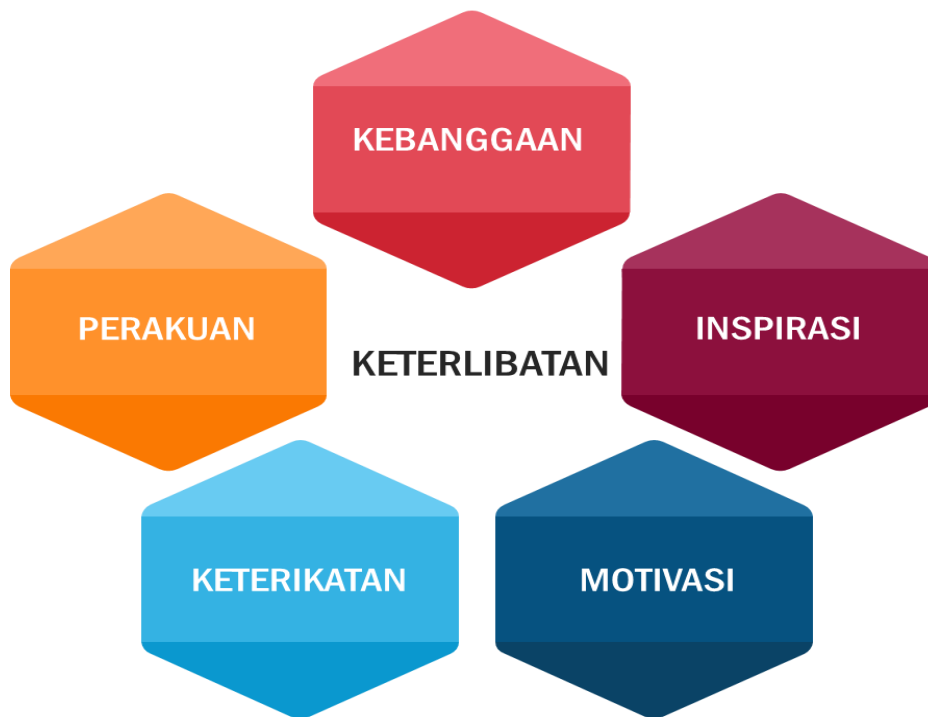 KEBANGGAAN
PERAKUAN
INSPIRASI
KETERLIBATAN
KETERIKATAN
MOTIVASI